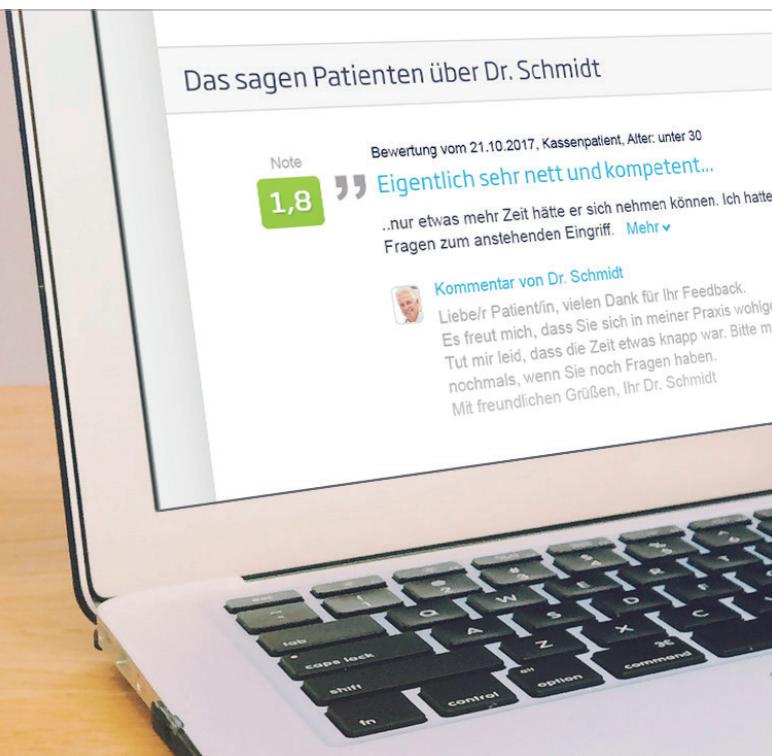 Das sagen Patienten über Dr. Schmidt
Note
1,8
Bewertung vom 21.10.2017, Kassenpatient, Alter: unter 30
Eigentlich sehr nett und kompetent...
..nur etwas mehr Zeit hätte er sich nehmen können. Ich hatte
Fragen zum anstehenden Eingriff. Mehr
Kommentar von Dr. Schmidt
Liebe/r Patient/in, vielen Dank für Ihr Feedback.
Es freut mich, dass Sie sich in meiner Praxis wohlge
Tut mir leid, dass die Zeit etwas knapp war. Bitte m
nochmals, wenn Sie noch Fragen haben.
Mit freundlichen Grüßen, Ihr Dr. Schmidt
Q W E R T
tab
A S D F
caps lock
Z X C
shift
fn
control
alt
option
⌘
command